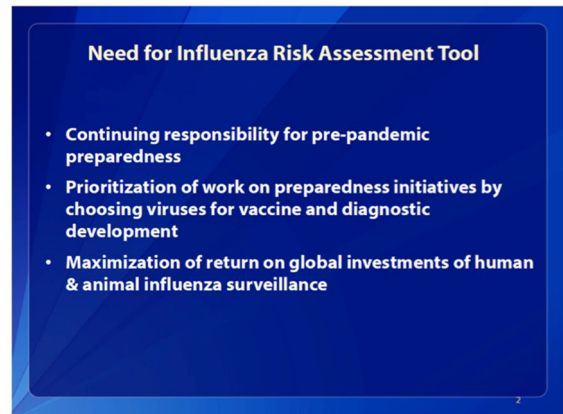 Need for Influenza Risk Assessment Tool
• Continuing responsibility for pre-pandemic
preparedness
• Prioritization of work on preparedness initiatives by
choosing viruses for vaccine and diagnostic
development
• Maximization of return on global investments of human
& animal influenza surveillance
2